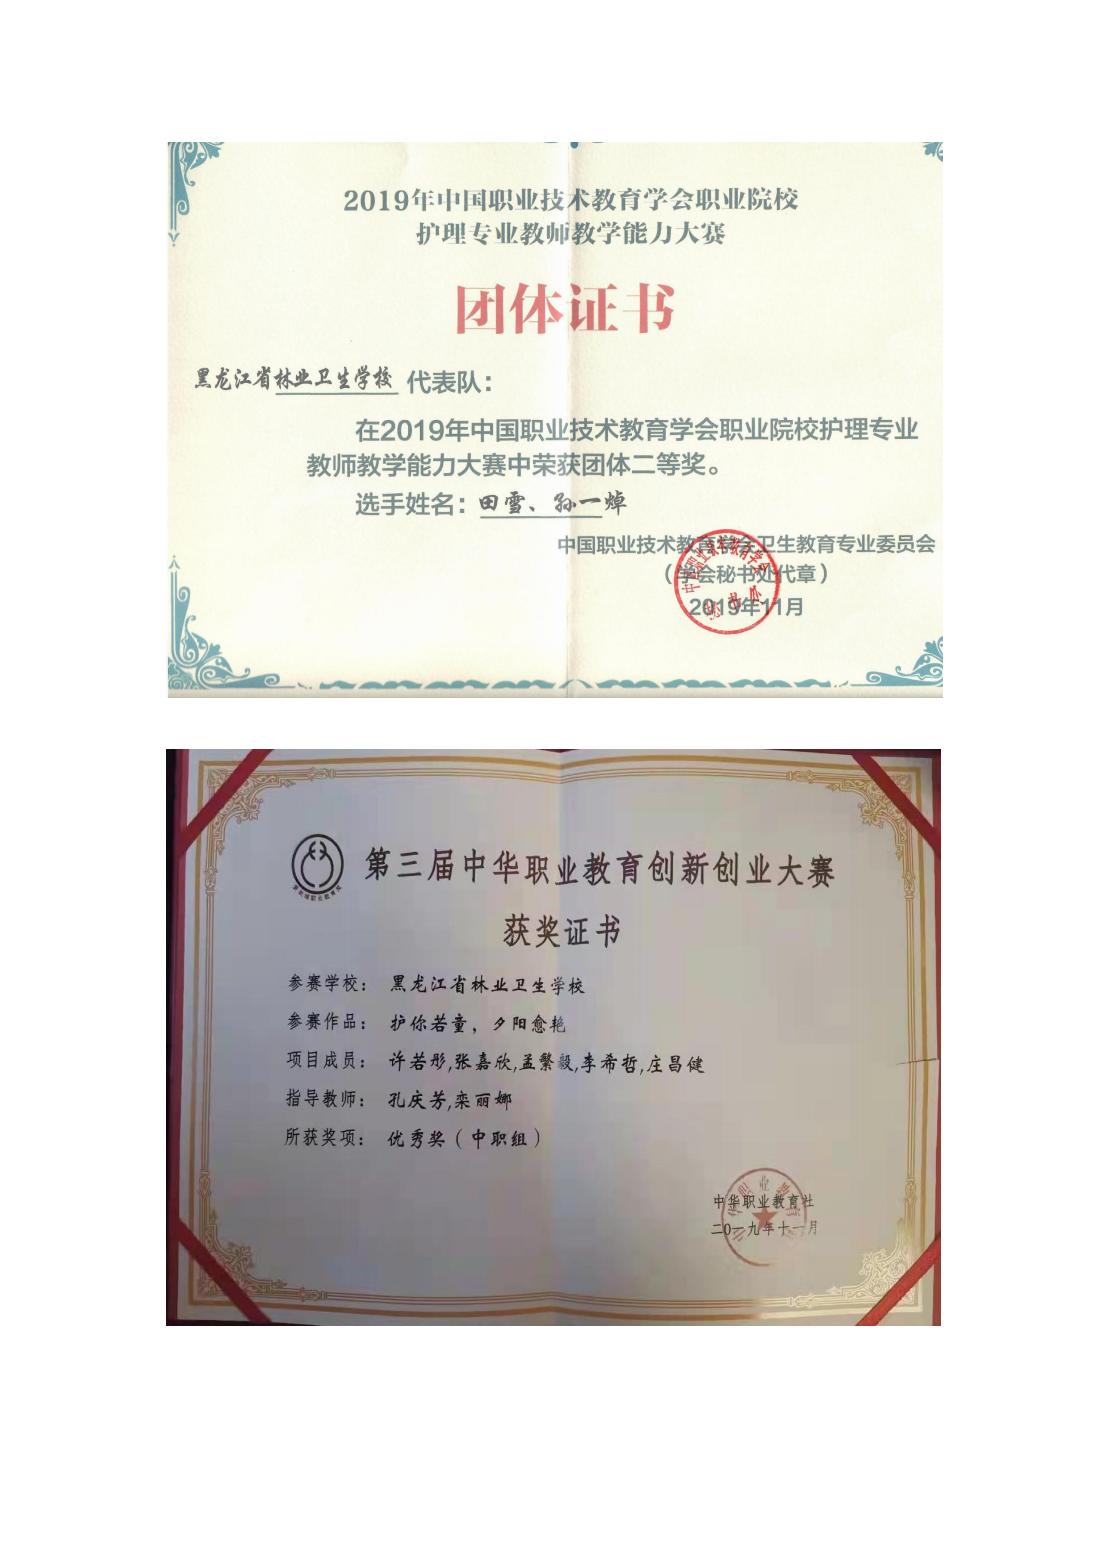 2019年中国职业技术教育学会职业院校
护理专业教师教学能力大赛
团体证书
黑龙江省林业卫生学校 代表队：
在2019年中国职业技术教育学会职业院校护理专业
教师教学能力大赛中荣获团体二等奖。
选手姓名：田雪、孙一焯
中国职业技术教育学会卫生教育专业委员会
（学会秘书处代章）
2019年11月
第三届中华职业教育创新创业大赛
获奖证书
参赛学校： 黑龙江省林业卫生学校
参赛作品： 护你若童，夕阳愈艳
项目成员： 许若彤,张嘉欣,孟繁毅,李希哲,庄昌健
指导教师： 孔庆芳,栾丽娜
所获奖项： 优秀奖（中职组）
中华职业教育社
二0一九年十一月